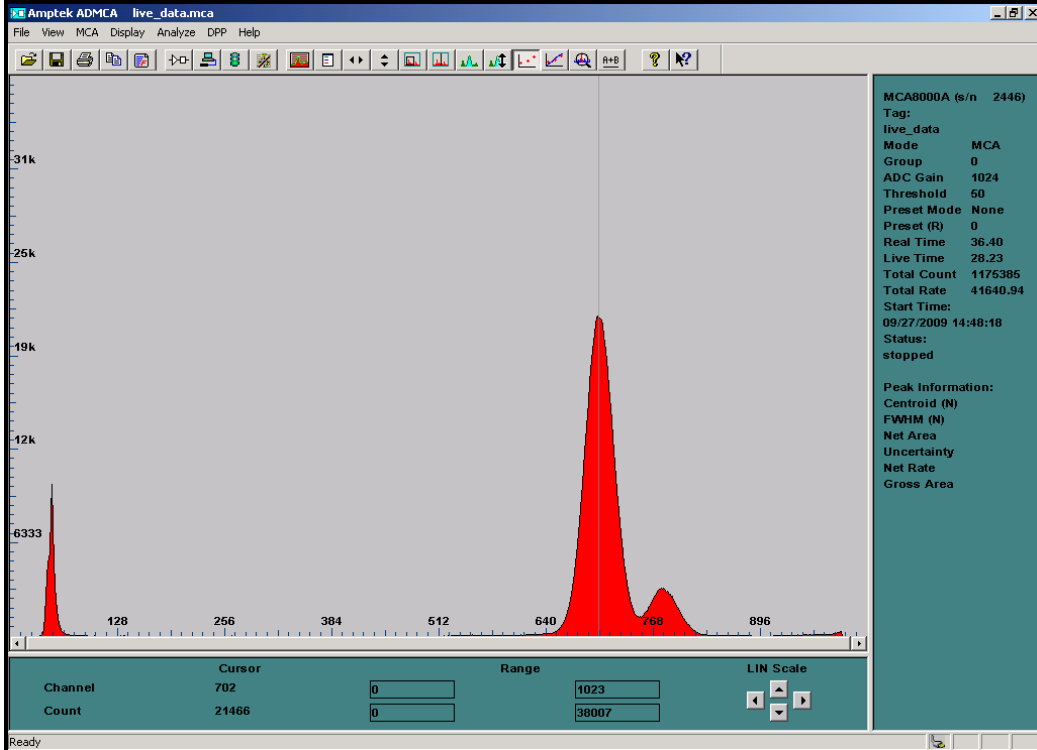 Amptek ADMCA    live_data.mca
File View MCA Display Analyze DPP Help
A+B
31k
25k
19k
12k
6333
128 256 384 512 640 768 896
MCA8000A (s/n 2446)
Tag:
live_data
Mode MCA
Group 0
ADC Gain 1024
Threshold 50
Preset Mode None
Preset (R) 0
Real Time 36.40
Live Time 28.23
Total Count 1175385
Total Rate 41640.94
Start Time:
09/27/2009 14:48:18
Status:
stopped
Peak Information:
Centroid (N)
FWHM (N)
Net Area
Uncertainty
Net Rate
Gross Area
Cursor Range LIN Scale
Channel 702 0 1023
Count 21466 0 38007
Ready